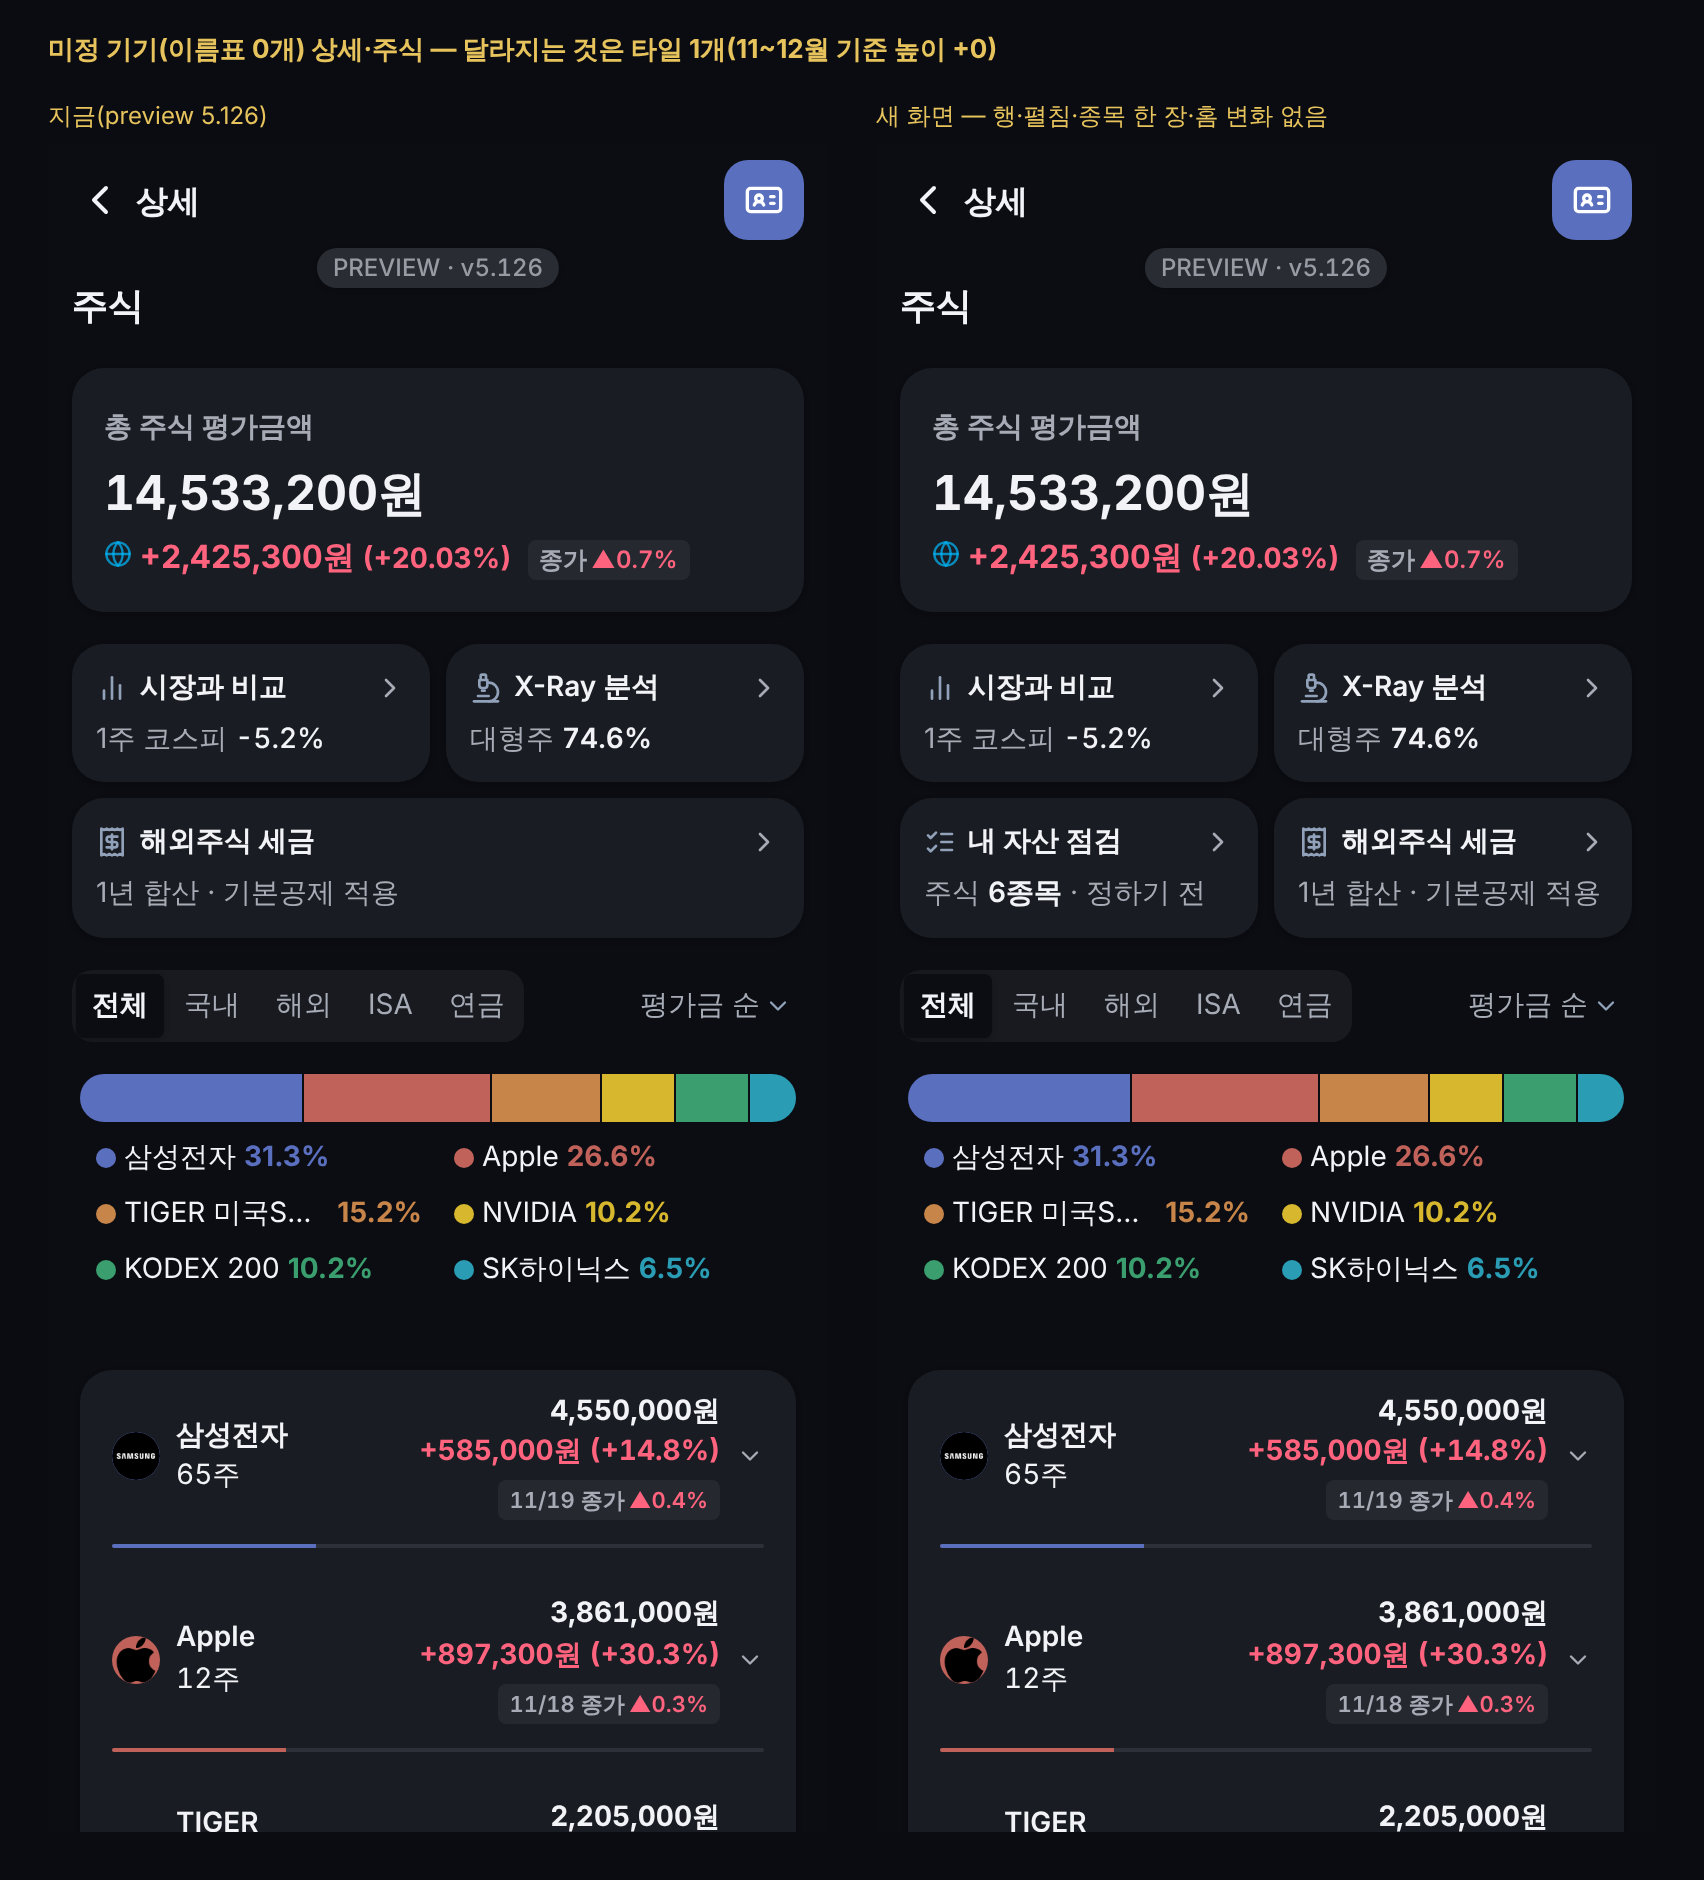 미정 기기(이름표 0개) 상세·주식 — 달라지는 것은 타일 1개(11~12월 기준 높이 +0)
지금(preview 5.126)
상세
PREVIEW · v5.126
주식
총 주식 평가금액
14,533,200원
+2,425,300원 (+20.03%) 종가 ▲0.7%
시장과 비교
1주 코스피 -5.2%
X-Ray 분석
대형주 74.6%
해외주식 세금
1년 합산 · 기본공제 적용
전체 국내 해외 ISA 연금 평가금 순
삼성전자 31.3% Apple 26.6%
TIGER 미국S... 15.2% NVIDIA 10.2%
KODEX 200 10.2% SK하이닉스 6.5%
SAMSUNG
삼성전자
65주
4,550,000원
+585,000원 (+14.8%)
11/19 종가 ▲0.4%
Apple
12주
3,861,000원
+897,300원 (+30.3%)
11/18 종가 ▲0.3%
TIGER
2,205,000원
새 화면 — 행·펼침·종목 한 장·홈 변화 없음
상세
PREVIEW · v5.126
주식
총 주식 평가금액
14,533,200원
+2,425,300원 (+20.03%) 종가 ▲0.7%
시장과 비교
1주 코스피 -5.2%
X-Ray 분석
대형주 74.6%
내 자산 점검
주식 6종목 · 정하기 전
해외주식 세금
1년 합산 · 기본공제 적용
전체 국내 해외 ISA 연금 평가금 순
삼성전자 31.3% Apple 26.6%
TIGER 미국S... 15.2% NVIDIA 10.2%
KODEX 200 10.2% SK하이닉스 6.5%
SAMSUNG
삼성전자
65주
4,550,000원
+585,000원 (+14.8%)
11/19 종가 ▲0.4%
Apple
12주
3,861,000원
+897,300원 (+30.3%)
11/18 종가 ▲0.3%
TIGER
2,205,000원